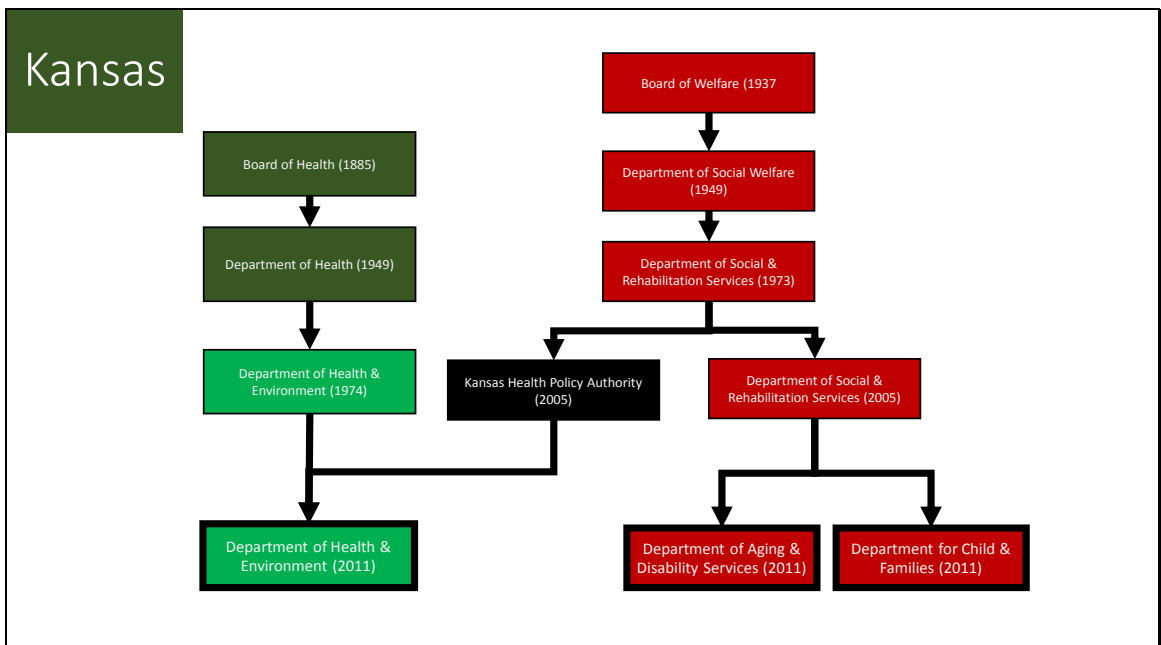 Kansas
Board of Welfare (1937
Board of Health (1885)
Department of Social Welfare
(1949)
Department of Health (1949)
Department of Social &
Rehabilitation Services (1973)
Department of Health &
Environment (1974)
Kansas Health Policy Authority
(2005)
Department of Social &
Rehabilitation Services (2005)
Department of Health &
Environment (2011)
Department of Aging &
Disability Services (2011)
Department for Child &
Families (2011)